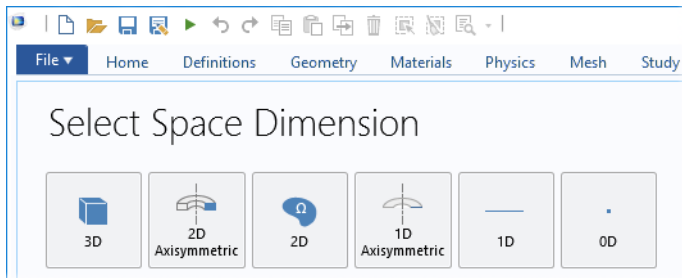 File Home Definitions Geometry Materials Physics Mesh Study
Select Space Dimension
Ω
3D 2D Axisymmetric 2D 1D Axisymmetric 1D 0D